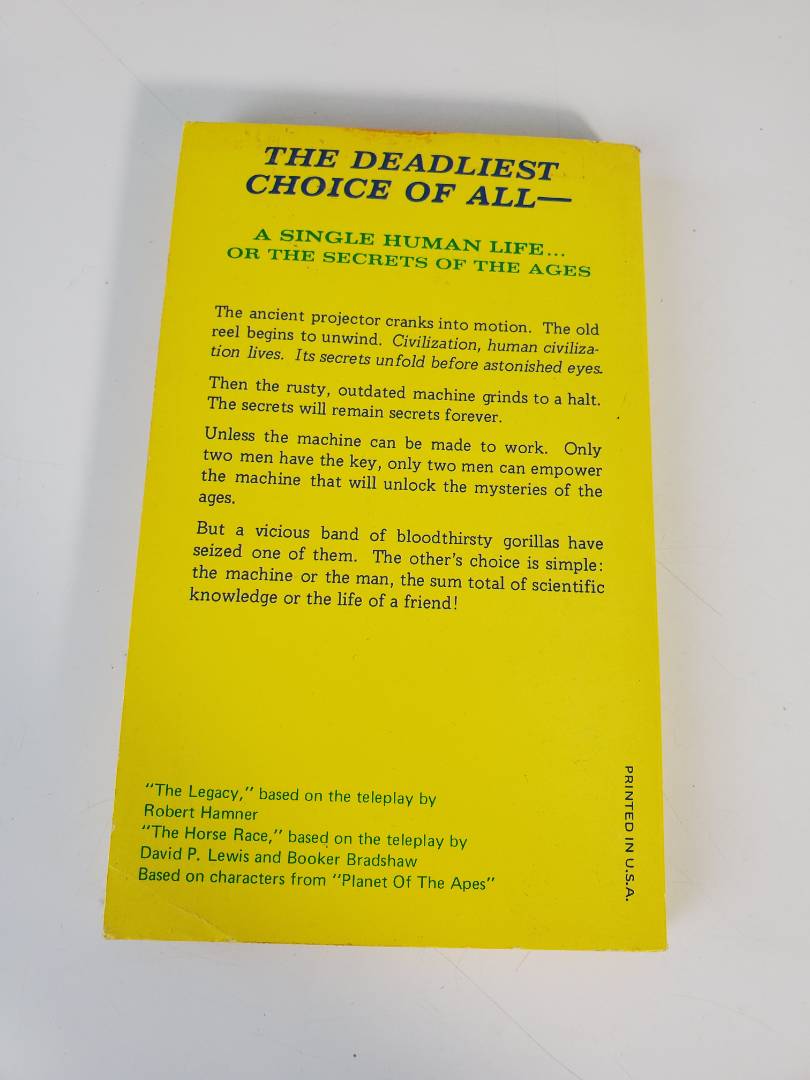 THE DEADLIEST
CHOICE OF ALL—
A SINGLE HUMAN LIFE...
OR THE SECRETS OF THE AGES
The ancient projector cranks into motion. The old
reel begins to unwind. Civilization, human civiliza-
tion lives. Its secrets unfold before astonished eyes.
Then the rusty, outdated machine grinds to a halt.
The secrets will remain secrets forever.
Unless the machine can be made to work. Only
two men have the key, only two men can empower
the machine that will unlock the mysteries of the
ages.
But a vicious band of bloodthirsty gorillas have
seized one of them. The other's choice is simple:
the machine or the man, the sum total of scientific
knowledge or the life of a friend!
"The Legacy," based on the teleplay by
Robert Hamner
"The Horse Race," based on the teleplay by
David P. Lewis and Booker Bradshaw
Based on characters from "Planet Of The Apes"
PRINTED IN U.S.A.